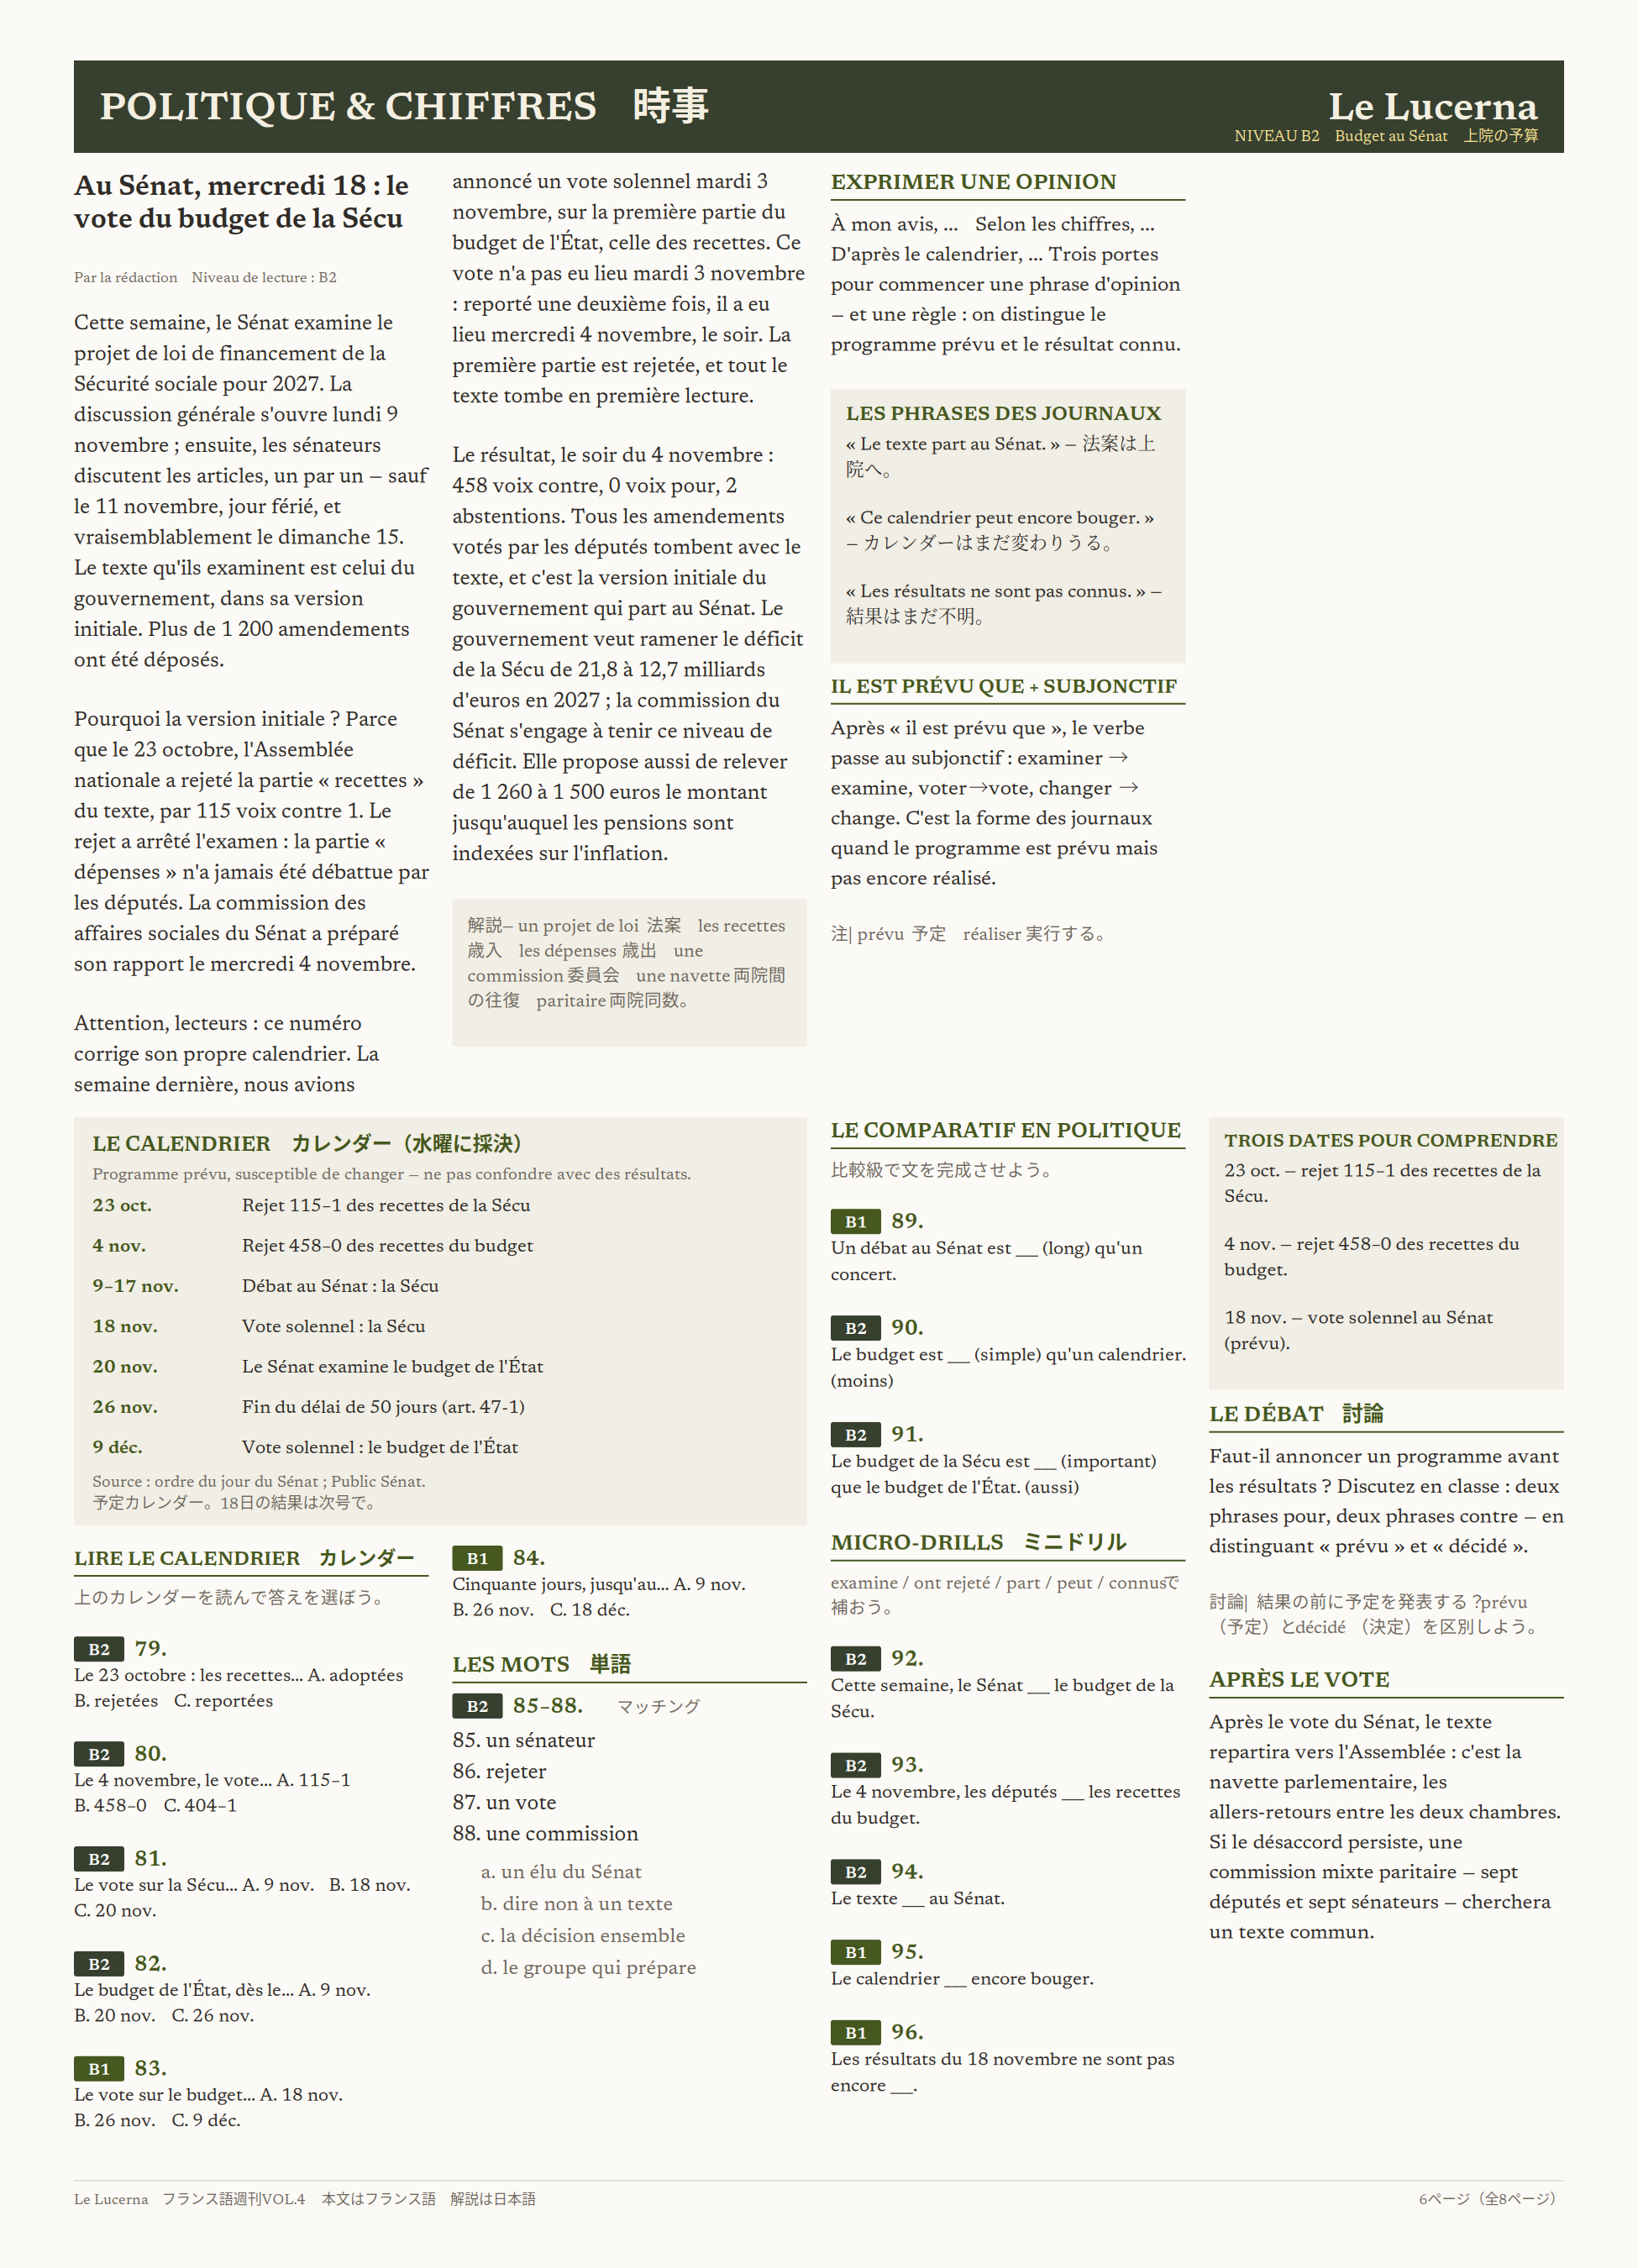 POLITIQUE & CHIFFRES 時事
Le Lucerna
NIVEAU B2 Budget au Sénat 上院の予算
Au Sénat, mercredi 18 : le
vote du budget de la Sécu
Par la rédaction Niveau de lecture : B2
Cette semaine, le Sénat examine le
projet de loi de financement de la
Sécurité sociale pour 2027. La
discussion générale s'ouvre lundi 9
novembre ; ensuite, les sénateurs
discutent les articles, un par un – sauf
le 11 novembre, jour férié, et
vraisemblablement le dimanche 15.
Le texte qu'ils examinent est celui du
gouvernement, dans sa version
initiale. Plus de 1 200 amendements
ont été déposés.
Pourquoi la version initiale ? Parce
que le 23 octobre, l'Assemblée
nationale a rejeté la partie « recettes »
du texte, par 115 voix contre 1. Le
rejet a arrêté l'examen : la partie «
dépenses » n'a jamais été débattue par
les députés. La commission des
affaires sociales du Sénat a préparé
son rapport le mercredi 4 novembre.
Attention, lecteurs : ce numéro
corrige son propre calendrier. La
semaine dernière, nous avions
annoncé un vote solennel mardi 3
novembre, sur la première partie du
budget de l'État, celle des recettes. Ce
vote n'a pas eu lieu mardi 3 novembre
: reporté une deuxième fois, il a eu
lieu mercredi 4 novembre, le soir. La
première partie est rejetée, et tout le
texte tombe en première lecture.
Le résultat, le soir du 4 novembre :
458 voix contre, 0 voix pour, 2
abstentions. Tous les amendements
votés par les députés tombent avec le
texte, et c'est la version initiale du
gouvernement qui part au Sénat. Le
gouvernement veut ramener le déficit
de la Sécu de 21,8 à 12,7 milliards
d'euros en 2027 ; la commission du
Sénat s'engage à tenir ce niveau de
déficit. Elle propose aussi de relever
de 1 260 à 1 500 euros le montant
jusqu'auquel les pensions sont
indexées sur l'inflation.
解説– un projet de loi 法案 les recettes
歳入 les dépenses 歳出 une
commission 委員会 une navette 両院間
の往復 paritaire 両院同数。
EXPRIMER UNE OPINION
À mon avis, … Selon les chiffres, …
D'après le calendrier, … Trois portes
pour commencer une phrase d'opinion
– et une règle : on distingue le
programme prévu et le résultat connu.
LES PHRASES DES JOURNAUX
« Le texte part au Sénat. » – 法案は上
院へ。
« Ce calendrier peut encore bouger. »
– カレンダーはまだ変わりうる。
« Les résultats ne sont pas connus. » –
結果はまだ不明。
IL EST PRÉVU QUE + SUBJONCTIF
Après « il est prévu que », le verbe
passe au subjonctif : examiner →
examine, voter→vote, changer →
change. C'est la forme des journaux
quand le programme est prévu mais
pas encore réalisé.
注| prévu 予定 réaliser 実行する。
LE CALENDRIER カレンダー（水曜に採決）
Programme prévu, susceptible de changer – ne pas confondre avec des résultats.
23 oct. Rejet 115–1 des recettes de la Sécu
4 nov. Rejet 458–0 des recettes du budget
9–17 nov. Débat au Sénat : la Sécu
18 nov. Vote solennel : la Sécu
20 nov. Le Sénat examine le budget de l'État
26 nov. Fin du délai de 50 jours (art. 47-1)
9 déc. Vote solennel : le budget de l'État
Source : ordre du jour du Sénat ; Public Sénat.
予定カレンダー。18日の結果は次号で。
LIRE LE CALENDRIER カレンダー
上のカレンダーを読んで答えを選ぼう。
B2 79.
Le 23 octobre : les recettes… A. adoptées
B. rejetées C. reportées
B2 80.
Le 4 novembre, le vote… A. 115–1
B. 458–0 C. 404–1
B2 81.
Le vote sur la Sécu… A. 9 nov. B. 18 nov.
C. 20 nov.
B2 82.
Le budget de l'État, dès le… A. 9 nov.
B. 20 nov. C. 26 nov.
B1 83.
Le vote sur le budget… A. 18 nov.
B. 26 nov. C. 9 déc.
B1 84.
Cinquante jours, jusqu'au… A. 9 nov.
B. 26 nov. C. 18 déc.
LES MOTS 単語
B2 85–88. マッチング
85. un sénateur
86. rejeter
87. un vote
88. une commission
a. un élu du Sénat
b. dire non à un texte
c. la décision ensemble
d. le groupe qui prépare
LE COMPARATIF EN POLITIQUE
比較級で文を完成させよう。
B1 89.
Un débat au Sénat est ___ (long) qu'un
concert.
B2 90.
Le budget est ___ (simple) qu'un calendrier.
(moins)
B2 91.
Le budget de la Sécu est ___ (important)
que le budget de l'État. (aussi)
MICRO-DRILLS ミニドリル
examine / ont rejeté / part / peut / connusで
補おう。
B2 92.
Cette semaine, le Sénat ___ le budget de la
Sécu.
B2 93.
Le 4 novembre, les députés ___ les recettes
du budget.
B2 94.
Le texte ___ au Sénat.
B1 95.
Le calendrier ___ encore bouger.
B1 96.
Les résultats du 18 novembre ne sont pas
encore ___.
TROIS DATES POUR COMPRENDRE
23 oct. – rejet 115–1 des recettes de la
Sécu.
4 nov. – rejet 458–0 des recettes du
budget.
18 nov. – vote solennel au Sénat
(prévu).
LE DÉBAT 討論
Faut-il annoncer un programme avant
les résultats ? Discutez en classe : deux
phrases pour, deux phrases contre – en
distinguant « prévu » et « décidé ».
討論| 結果の前に予定を発表する ?prévu
（予定）とdécidé （決定）を区別しよう。
APRÈS LE VOTE
Après le vote du Sénat, le texte
repartira vers l'Assemblée : c'est la
navette parlementaire, les
allers-retours entre les deux chambres.
Si le désaccord persiste, une
commission mixte paritaire – sept
députés et sept sénateurs – cherchera
un texte commun.
Le Lucerna フランス語週刊VOL.4 本文はフランス語 解説は日本語
6ページ（全8ページ）